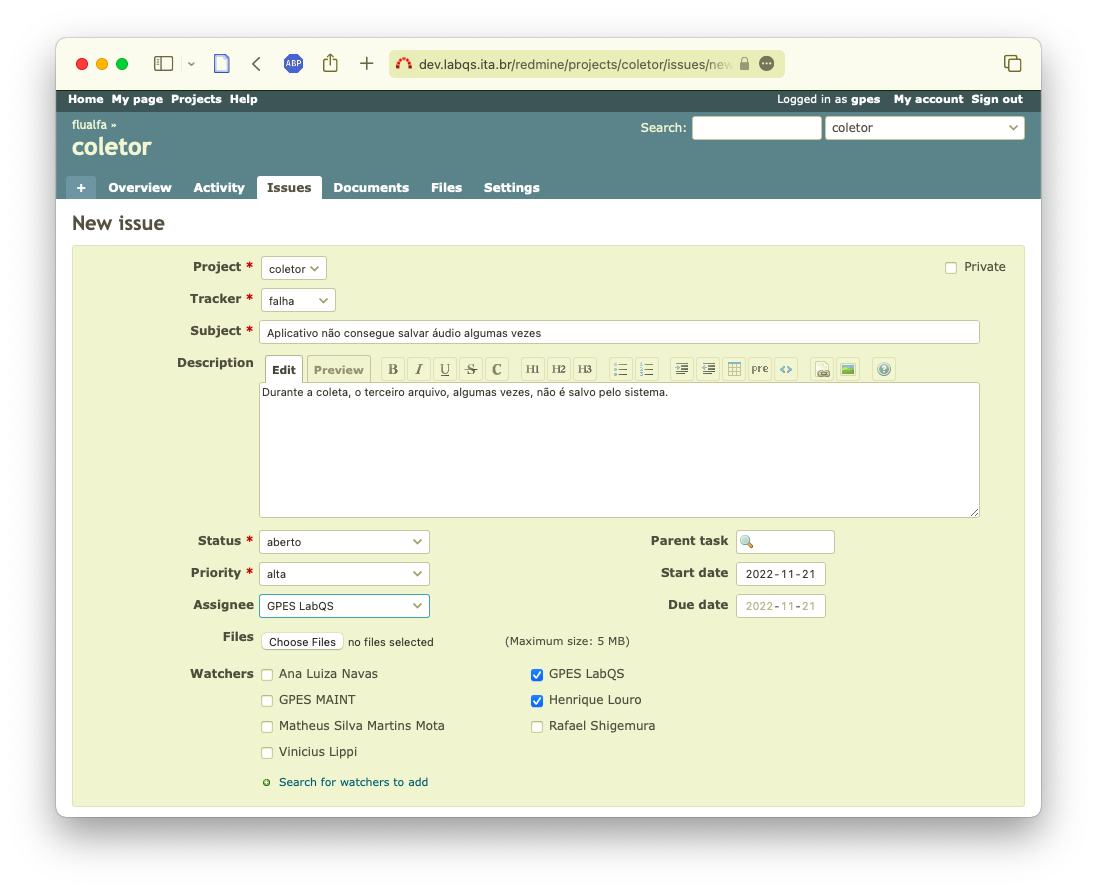 ABP
dev.labqs.ita.br/redmine/projects/coletor/issues/new
Home My page Projects Help
Logged in as gpes My account Sign out
flualfa »
Search:
coletor
coletor
+ Overview Activity Issues Documents Files Settings
New issue
Project * coletor
Private
Tracker * falha
Subject * Aplicativo não consegue salvar áudio algumas vezes
Description Edit Preview B I U S C H1 H2 H3 pre <> ?
Durante a coleta, o terceiro arquivo, algumas vezes, não é salvo pelo sistema.
Status * aberto
Parent task
Priority * alta
Start date 2022-11-21
Assignee GPES LabQS
Due date 2022-11-21
Files Choose Files no files selected (Maximum size: 5 MB)
Watchers Ana Luiza Navas GPES LabQS
GPES MAINT Henrique Louro
Matheus Silva Martins Mota Rafael Shigemura
Vinicius Lippi
Search for watchers to add